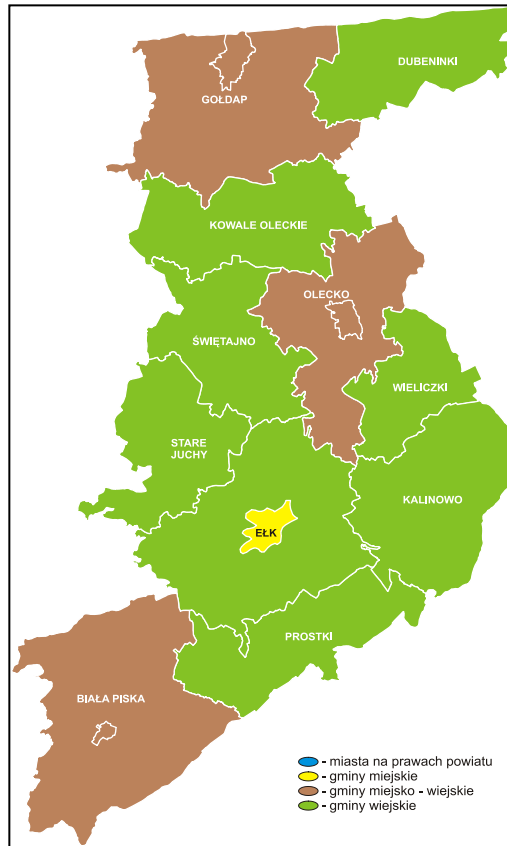 DUBENINKI
GOŁDAP
KOWALE OLECKIE
OLECKO
ŚWIĘTAJNO
WIELICZKI
STARE
JUCHY
KALINOWO
EŁK
PROSTKI
BIAŁA PISKA
- miasta na prawach powiatu
- gminy miejskie
- gminy miejsko - wiejskie
- gminy wiejskie